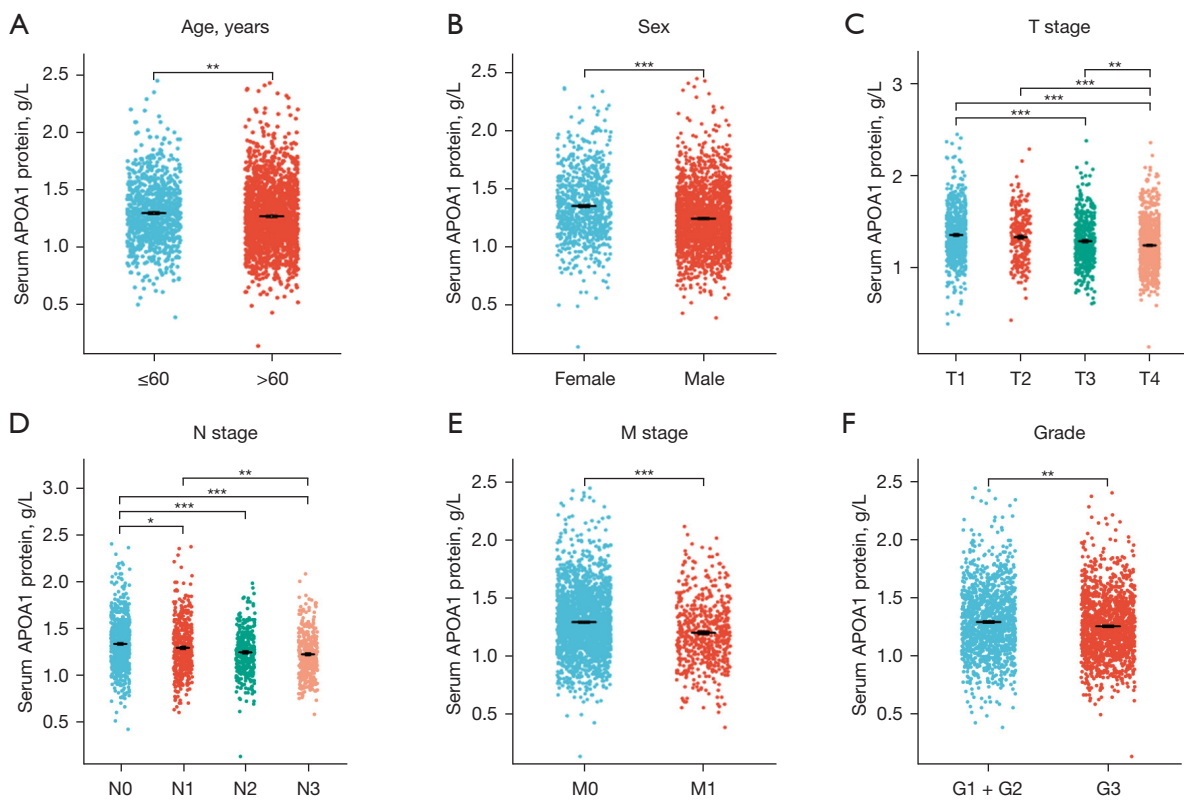 A
Age, years
Serum APOA1 protein, g/L
2.5
2.0
1.5
1.0
0.5
**
≤60
>60
B
Sex
Serum APOA1 protein, g/L
2.5
2.0
1.5
1.0
0.5
***
Female
Male
C
T stage
Serum APOA1 protein, g/L
3
2
1
**
***
***
***
T1
T2
T3
T4
D
N stage
Serum APOA1 protein, g/L
3.0
2.5
2.0
1.5
1.0
0.5
**
***
***
*
N0
N1
N2
N3
E
M stage
Serum APOA1 protein, g/L
2.5
2.0
1.5
1.0
0.5
***
M0
M1
F
Grade
Serum APOA1 protein, g/L
2.5
2.0
1.5
1.0
0.5
**
G1 + G2
G3